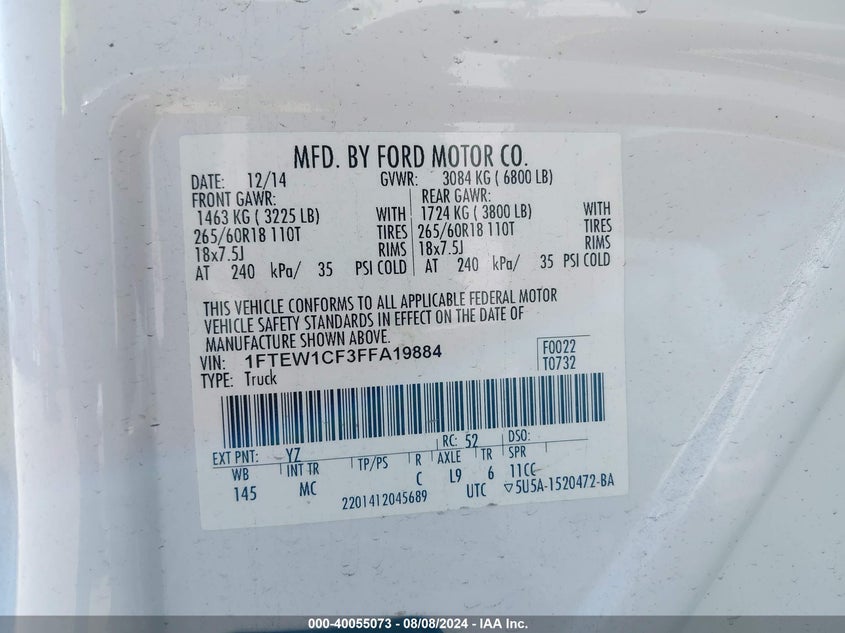 MFD. BY FORD MOTOR CO.
DATE: 12/14 GVWR: 3084 KG ( 6800 LB)
FRONT GAWR: REAR GAWR:
1463 KG ( 3225 LB) WITH 1724 KG ( 3800 LB) WITH
265/60R18 110T TIRES 265/60R18 110T TIRES
18x7.5J RIMS 18x7.5J RIMS
AT 240 kPa/ 35 PSI COLD AT 240 kPa/ 35 PSI COLD
THIS VEHICLE CONFORMS TO ALL APPLICABLE FEDERAL MOTOR
VEHICLE SAFETY STANDARDS IN EFFECT ON THE DATE OF
MANUFACTURE SHOWN ABOVE.
VIN: 1FTEW1CF3FFA19884 F0022
TYPE: Truck T0732
EXT PNT: YZ RC: 52 DSO:
WB INT TR TP/PS R AXLE TR SPR
145 MC C L9 6 11CC
2201412045689 UTC ▽5U5A-1520472-BA
000-40055073 - 08/08/2024 - IAA Inc.